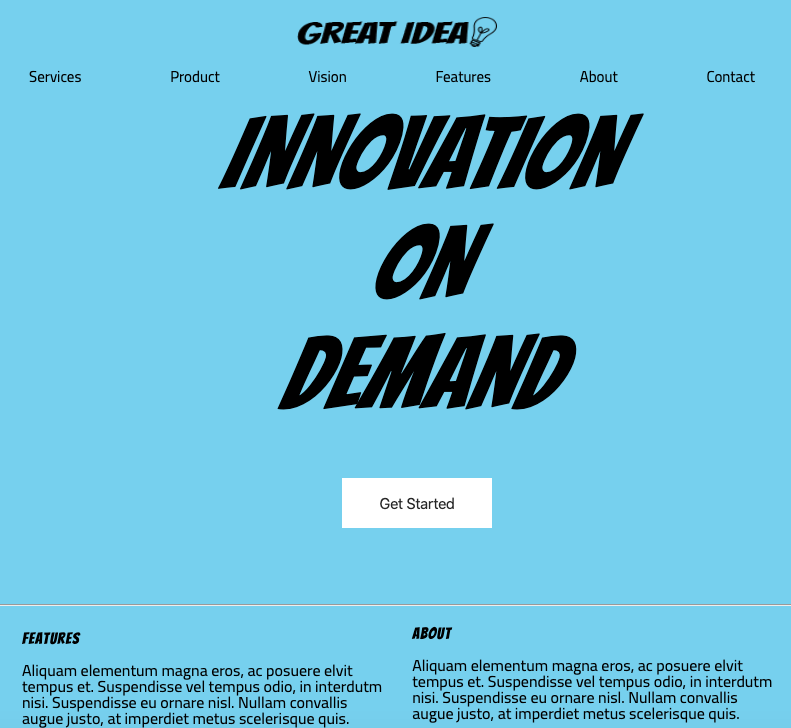 GREAT IDEA
Services Product Vision Features About Contact
INNOVATION
ON
DEMAND
Get Started
FEATURES
Aliquam elementum magna eros, ac posuere elvit
tempus et. Suspendisse vel tempus odio, in interdutm
nisi. Suspendisse eu ornare nisl. Nullam convallis
augue justo, at imperdiet metus scelerisque quis.
ABOUT
Aliquam elementum magna eros, ac posuere elvit
tempus et. Suspendisse vel tempus odio, in interdutm
nisi. Suspendisse eu ornare nisl. Nullam convallis
augue justo, at imperdiet metus scelerisque quis.